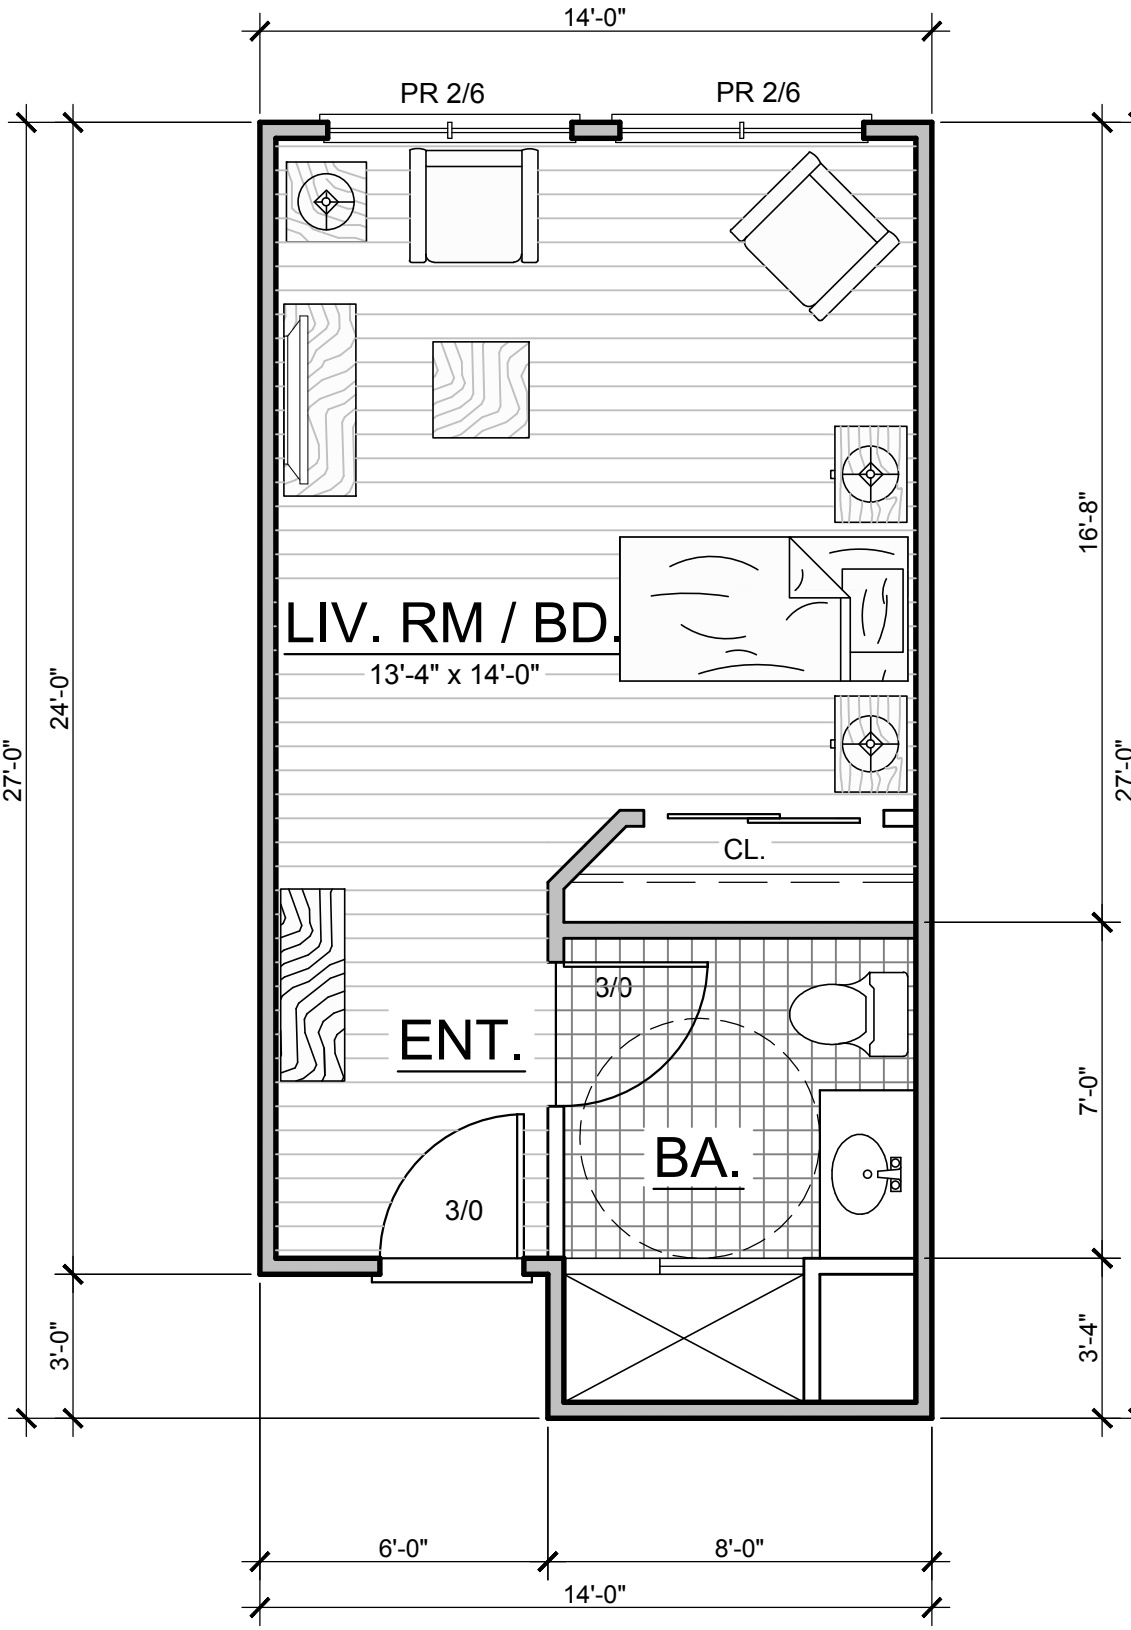 14'-0"
PR 2/6
PR 2/6
16'-8"
LIV. RM / BD.
13'-4" x 14'-0"
24'-0"
27'-0"
27'-0"
CL.
3/0
ENT.
7'-0"
BA.
3/0
3'-0"
3'-4"
6'-0"
8'-0"
14'-0"